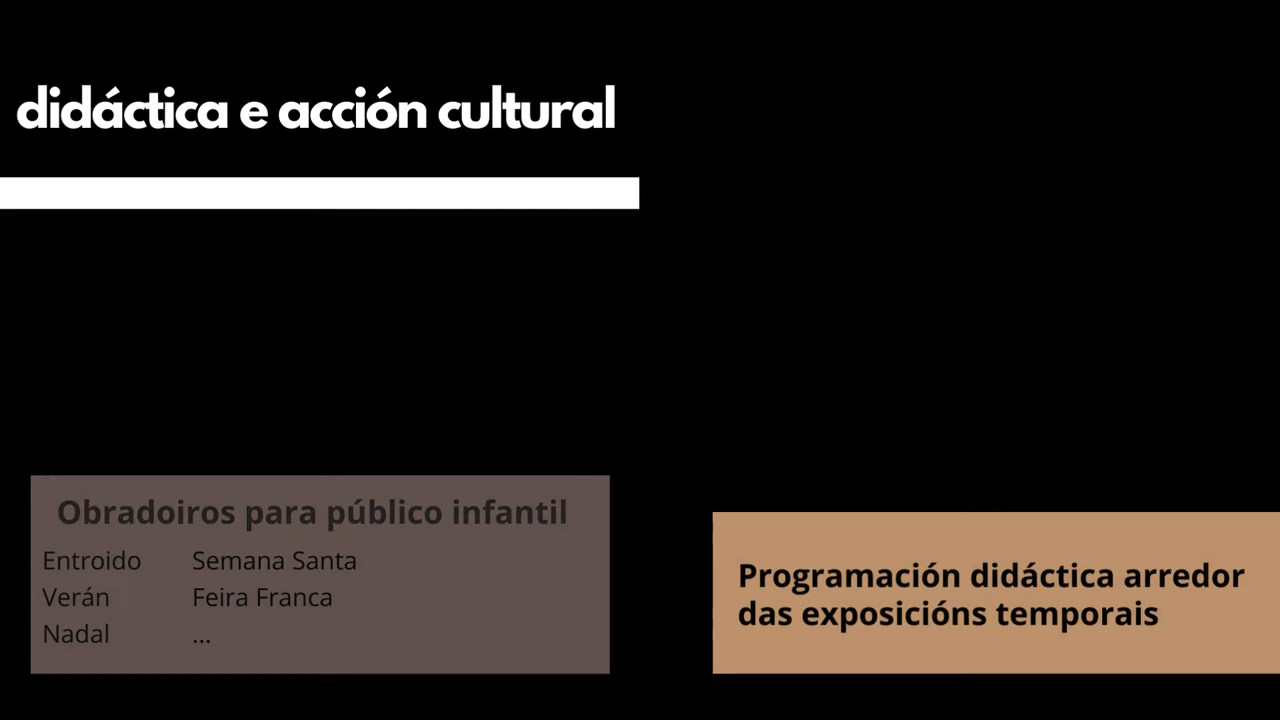 didáctica e acción cultural
Obradoiros para público infantil
Entroido Semana Santa
Verán Feira Franca
Nadal ...
Programación didáctica arredor
das exposicións temporais